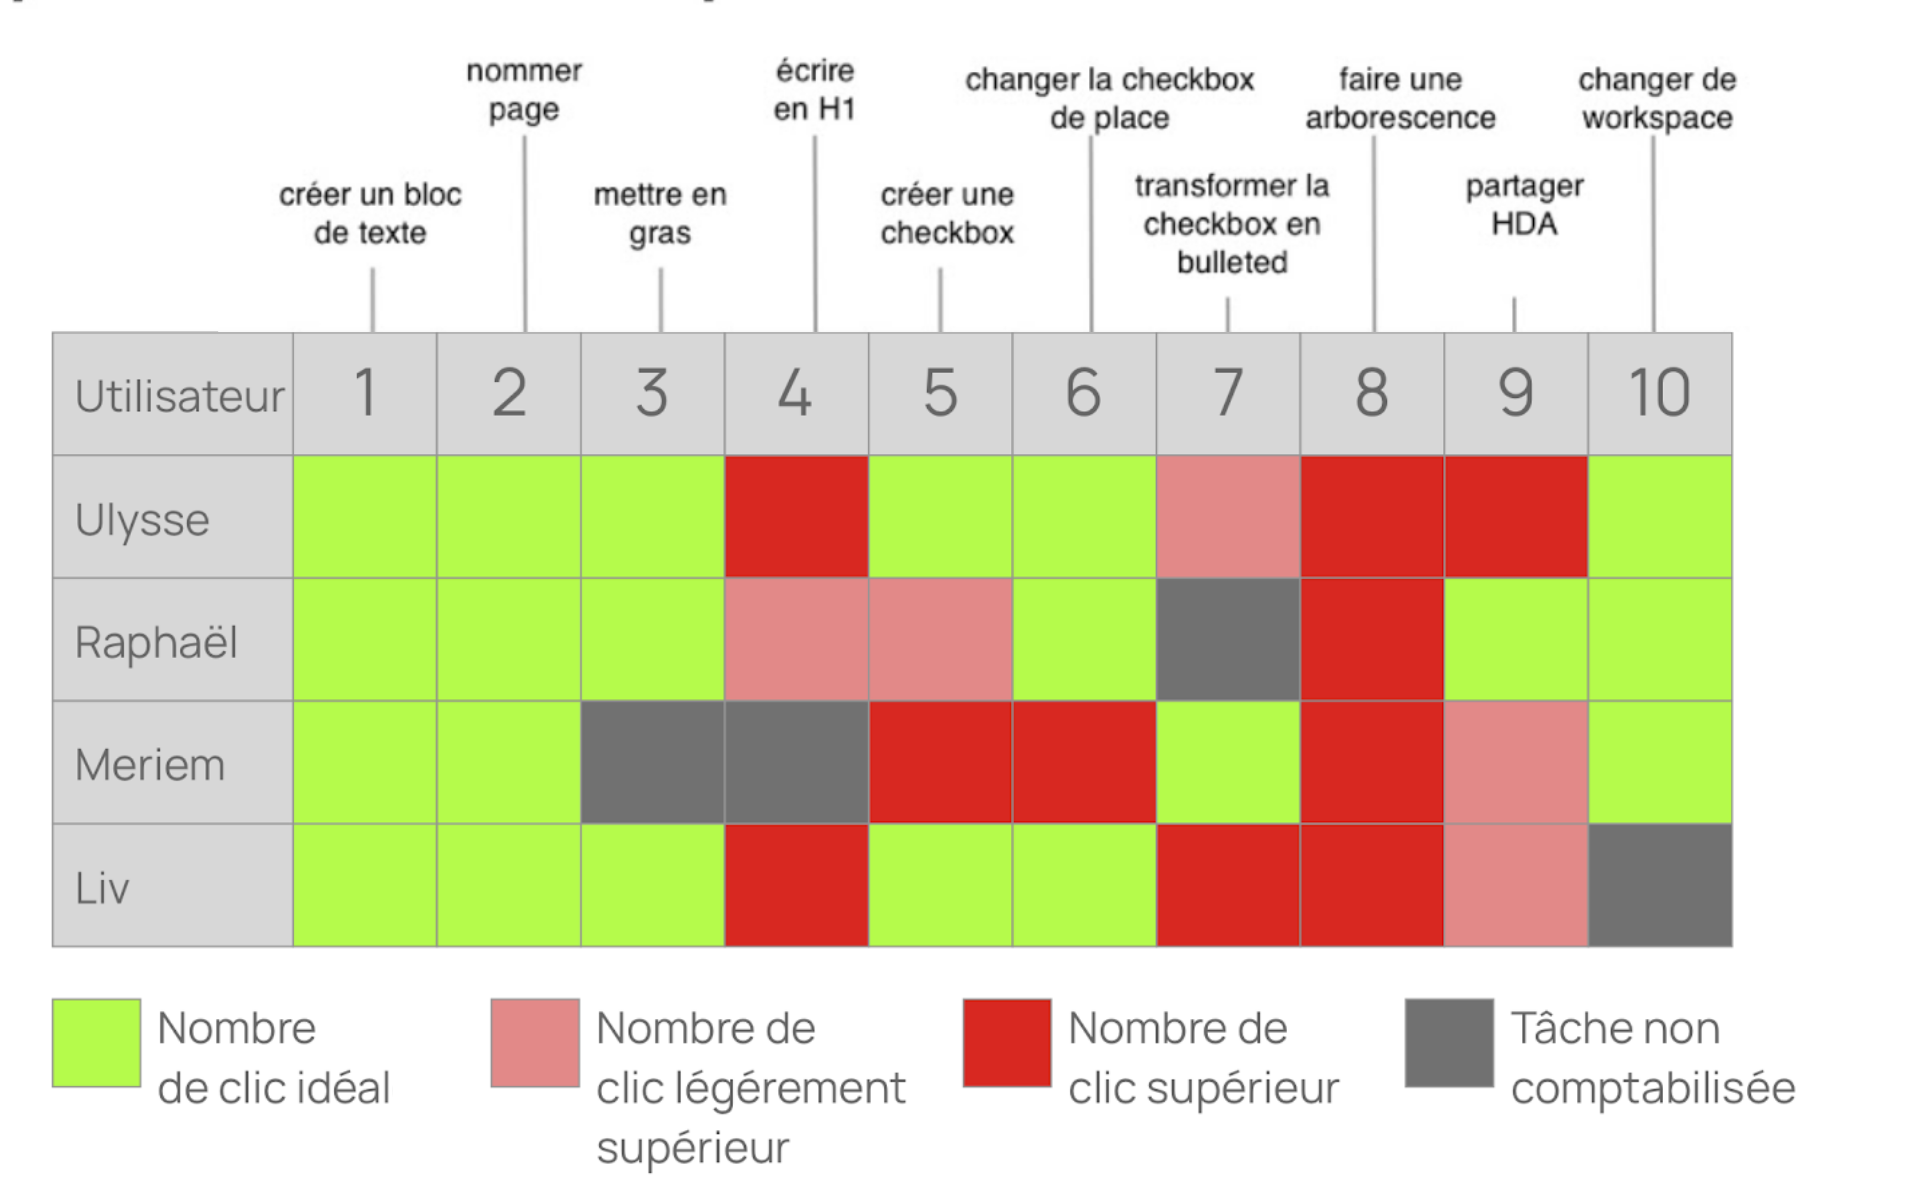 nommer
page
écrire
en H1
changer la checkbox
de place
faire une
arborescence
changer de
workspace
créer un bloc
de texte
mettre en
gras
créer une
checkbox
transformer la
checkbox en
bulleted
partager
HDA
Utilisateur 1 2 3 4 5 6 7 8 9 10
Ulysse
Raphaël
Meriem
Liv
Nombre
de clic idéal
Nombre de
clic légérement
supérieur
Nombre de
clic supérieur
Tâche non
comptabilisée